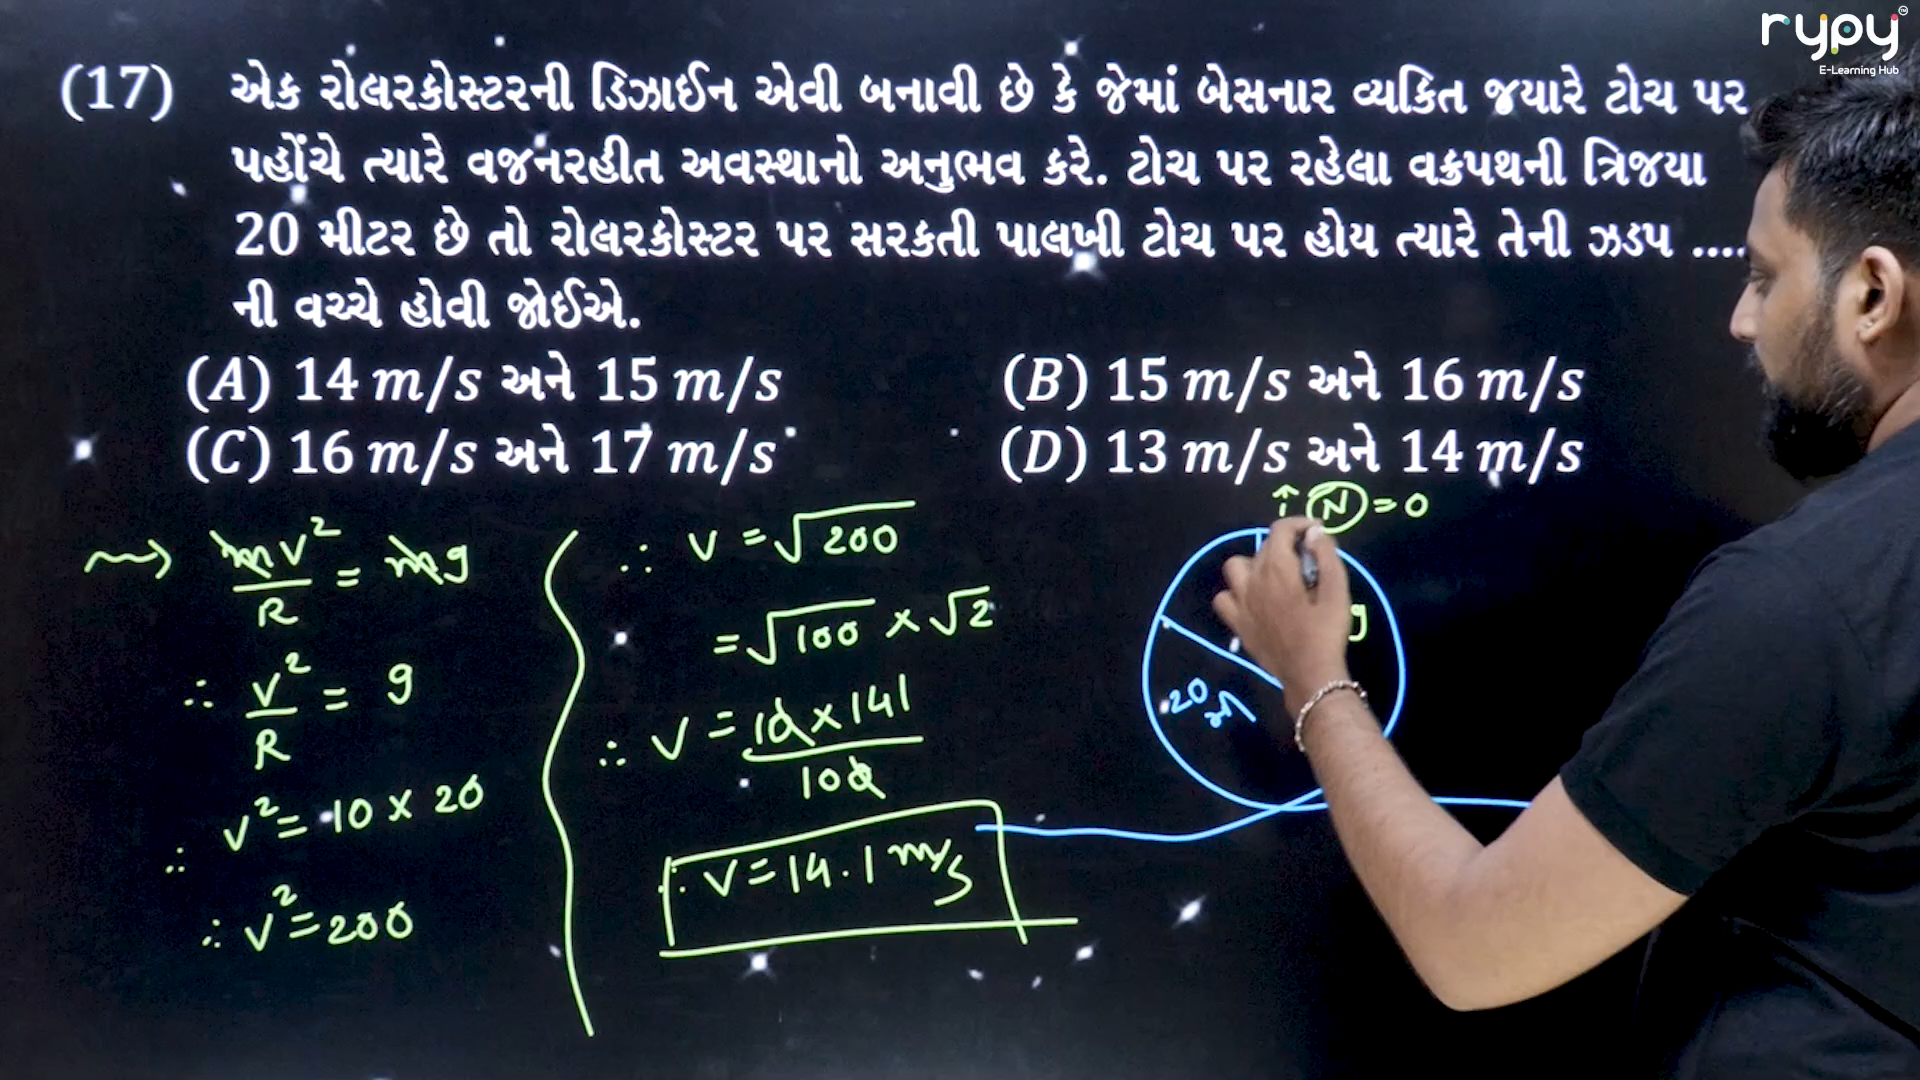 rypy™
E-Learning Hub
(17) એક રોલરકોસ્ટરની ડિઝાઈન એવી બનાવી છે કે જેમાં બેસનાર વ્યકિત જયારે ટોચ પર
પહોંચે ત્યારે વજનરહીત અવસ્થાનો અનુભવ કરે. ટોચ પર રહેલા વક્રપથની ત્રિજયા
20 મીટર છે તો રોલરકોસ્ટર પર સરકતી પાલખી ટોચ પર હોય ત્યારે તેની ઝડપ ....
ની વચ્ચે હોવી જોઈએ.
(A) 14 m/s અને 15 m/s
(B) 15 m/s અને 16 m/s
(C) 16 m/s અને 17 m/s
(D) 13 m/s અને 14 m/s
mv²/R = mg
∴ v²/R = g
∴ v² = 10 × 20
∴ v² = 200
∴ v = √200
= √100 × √2
∴ v = 10 × 141/100
∴ v = 14.1 m/s
↑ N = 0
g
20